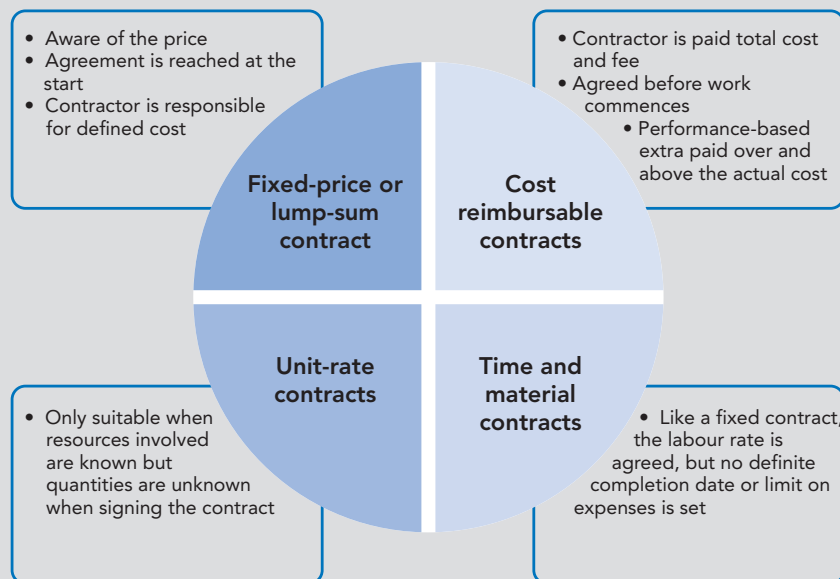 • Aware of the price
• Agreement is reached at the
start
• Contractor is responsible
for defined cost
• Contractor is paid total cost
and fee
• Agreed before work
commences
• Performance-based
extra paid over and
above the actual cost
Fixed-price or
lump-sum
contract
Cost
reimbursable
contracts
Unit-rate
contracts
Time and
material
contracts
• Only suitable when
resources involved
are known but
quantities are unknown
when signing the contract
• Like a fixed contract,
the labour rate is
agreed, but no definite
completion date or limit on
expenses is set